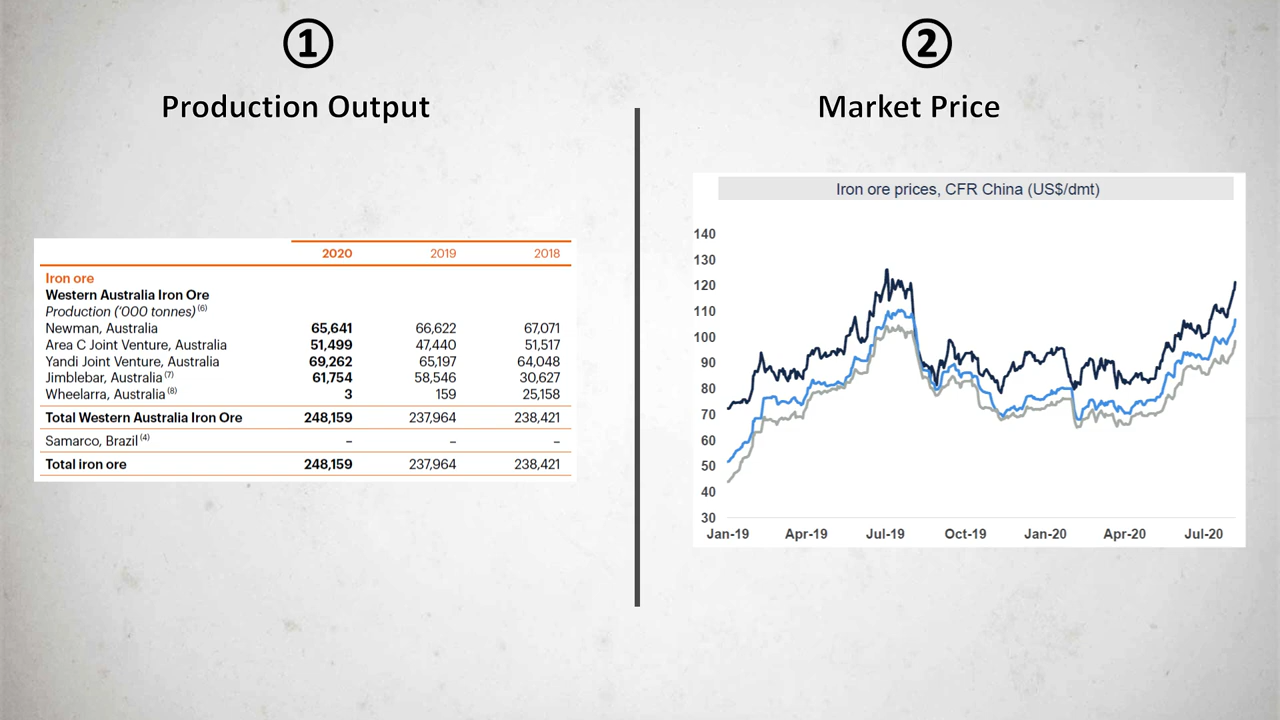 ①
Production Output
2020 2019 2018
Iron ore
Western Australia Iron Ore
Production ('000 tonnes) (6)
Newman, Australia 65,641 66,622 67,071
Area C Joint Venture, Australia 51,499 47,440 51,517
Yandi Joint Venture, Australia 69,262 65,197 64,048
Jimblebar, Australia (7) 61,754 58,546 30,627
Wheelarra, Australia (8) 3 159 25,158
Total Western Australia Iron Ore 248,159 237,964 238,421
Samarco, Brazil (4) – – –
Total iron ore 248,159 237,964 238,421
②
Market Price
Iron ore prices, CFR China (US$/dmt)
140
130
120
110
100
90
80
70
60
50
40
30
Jan-19 Apr-19 Jul-19 Oct-19 Jan-20 Apr-20 Jul-20